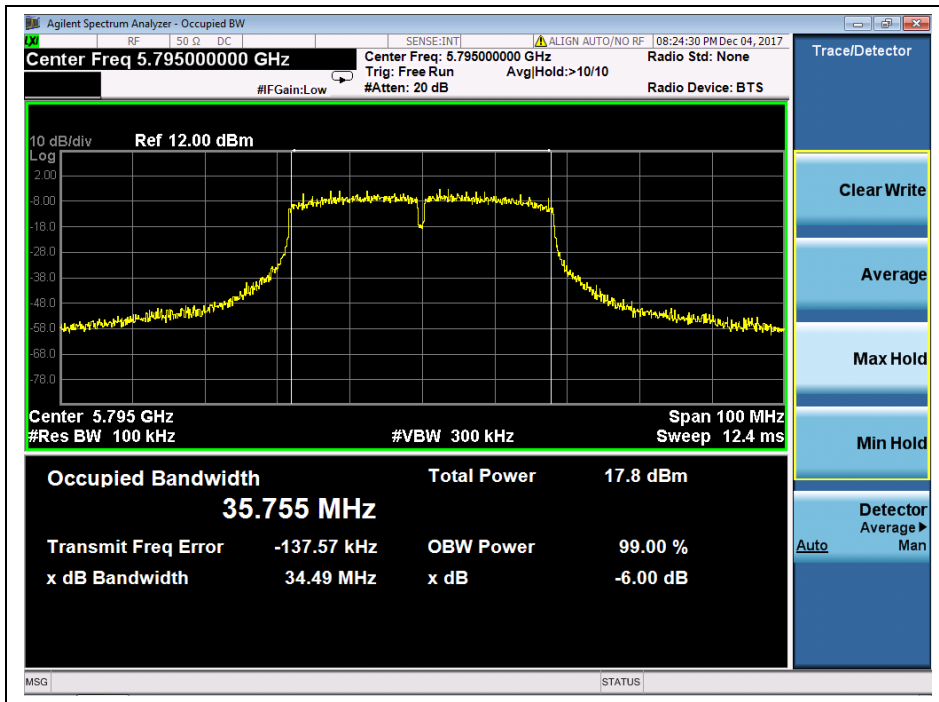 Agilent Spectrum Analyzer - Occupied BW
LXI RF 50 Ω DC SENSE:INT ALIGN AUTO/NO RF 08:24:30 PM Dec 04, 2017
Center Freq 5.795000000 GHz Center Freq: 5.795000000 GHz Radio Std: None
Trig: Free Run Avg|Hold:>10/10
#IFGain:Low #Atten: 20 dB Radio Device: BTS
Trace/Detector
10 dB/div Ref 12.00 dBm
Log
2.00
-8.00
-18.0
-28.0
-38.0
-48.0
-58.0
-68.0
-78.0
Center 5.795 GHz Span 100 MHz
#Res BW 100 kHz #VBW 300 kHz Sweep 12.4 ms
Clear Write
Average
Max Hold
Min Hold
Detector
Average▶
Auto Man
Occupied Bandwidth Total Power 17.8 dBm
35.755 MHz
Transmit Freq Error -137.57 kHz OBW Power 99.00 %
x dB Bandwidth 34.49 MHz x dB -6.00 dB
MSG STATUS